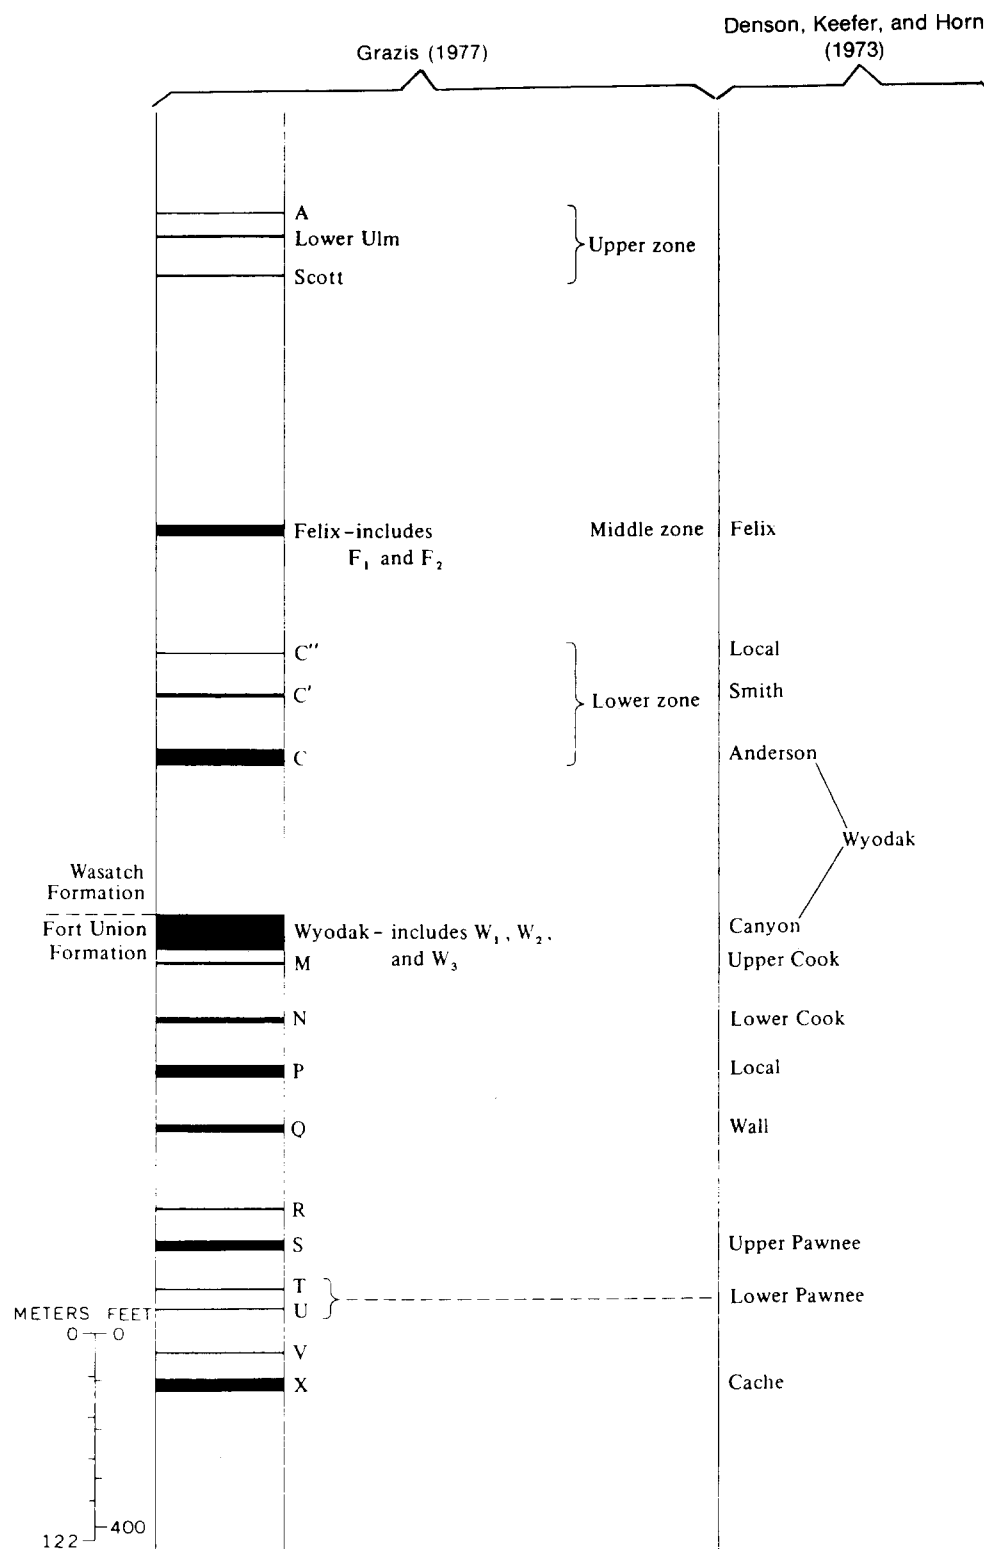 Denson, Keefer, and Horn
(1973)
Grazis (1977)
A
Lower Ulm
Scott
Upper zone
Felix-includes
F₁ and F₂
Middle zone
Felix
C''
Local
C'
Smith
Lower zone
C
Anderson
Wyodak
Wasatch
Formation
Fort Union
Formation
Wyodak- includes W₁, W₂,
and W₃
Canyon
M
Upper Cook
N
Lower Cook
P
Local
Q
Wall
R
S
Upper Pawnee
T
U
Lower Pawnee
METERS FEET
0 0
V
X
Cache
400
122